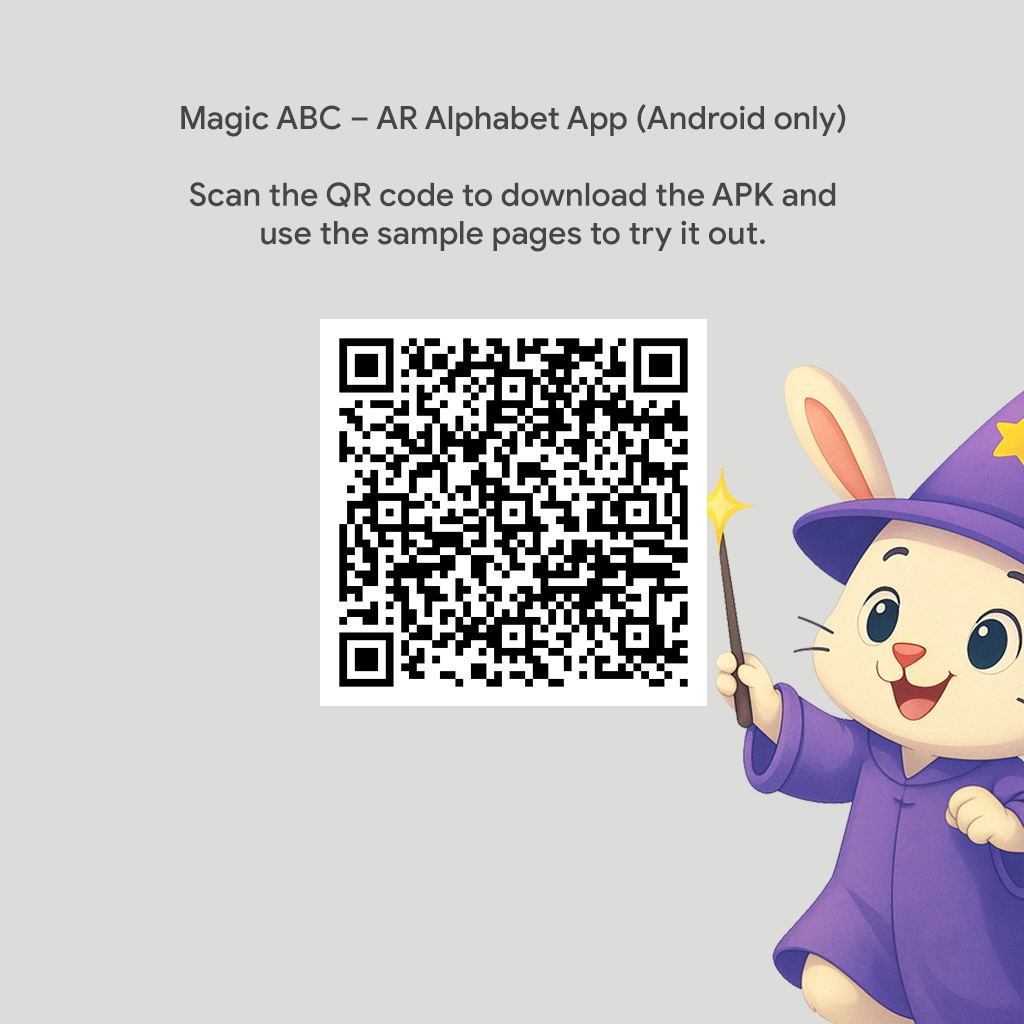 Magic ABC – AR Alphabet App (Android only)
Scan the QR code to download the APK and
use the sample pages to try it out.